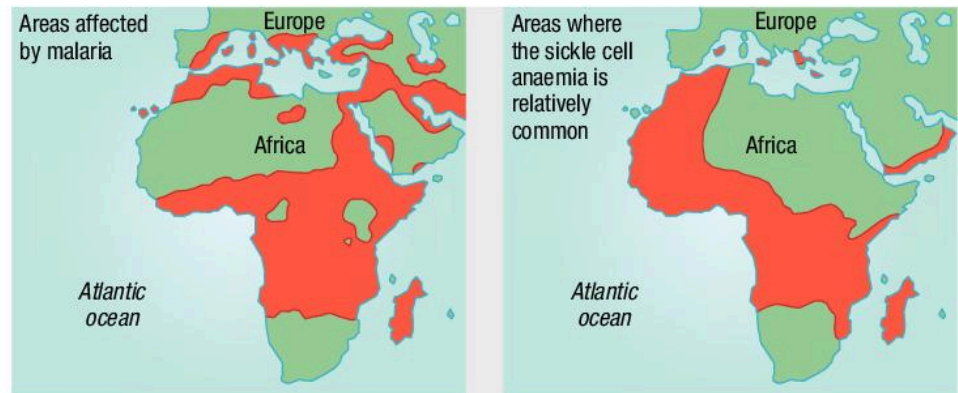 Areas affected
by malaria
Europe
Africa
Atlantic
ocean
Areas where
the sickle cell
anaemia is
relatively
common
Europe
Africa
Atlantic
ocean